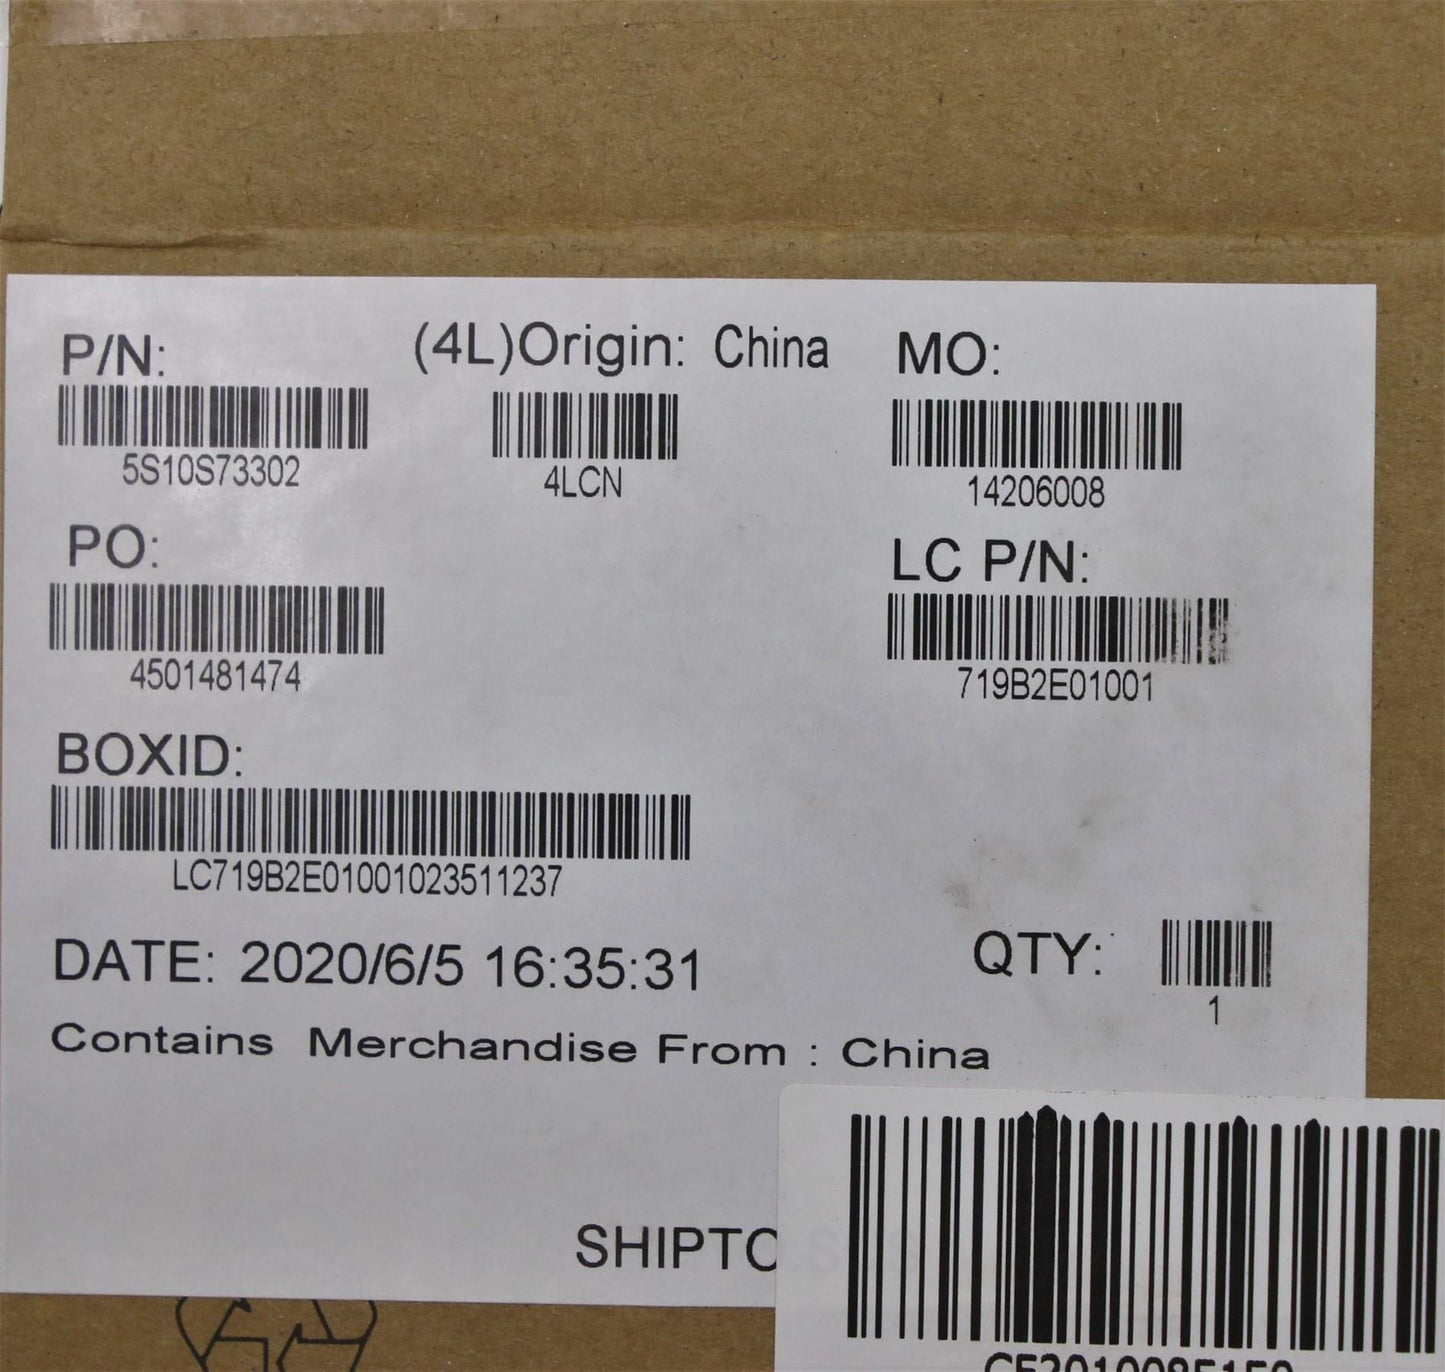 P/N: (4L)Origin: China MO:
5S10S73302 4LCN 14206008
PO: LC P/N:
4501481474 719B2E01001
BOXID:
LC719B2E01001023511237
DATE: 2020/6/5 16:35:31 QTY:
1
Contains Merchandise From : China